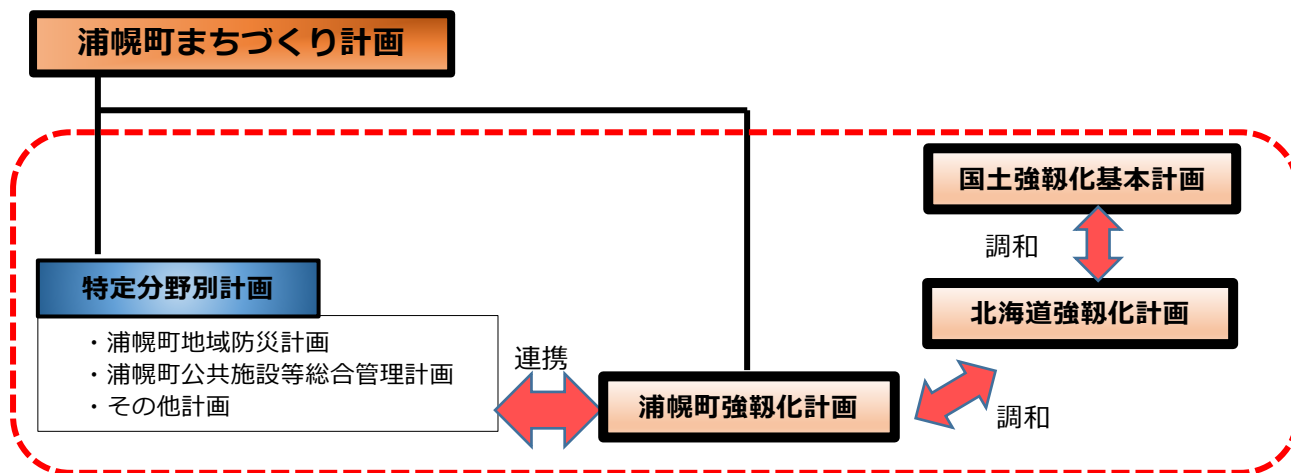 浦幌町まちづくり計画
国土強靱化基本計画
調和
特定分野別計画
北海道強靱化計画
・浦幌町地域防災計画
・浦幌町公共施設等総合管理計画
・その他計画
連携
浦幌町強靱化計画
調和